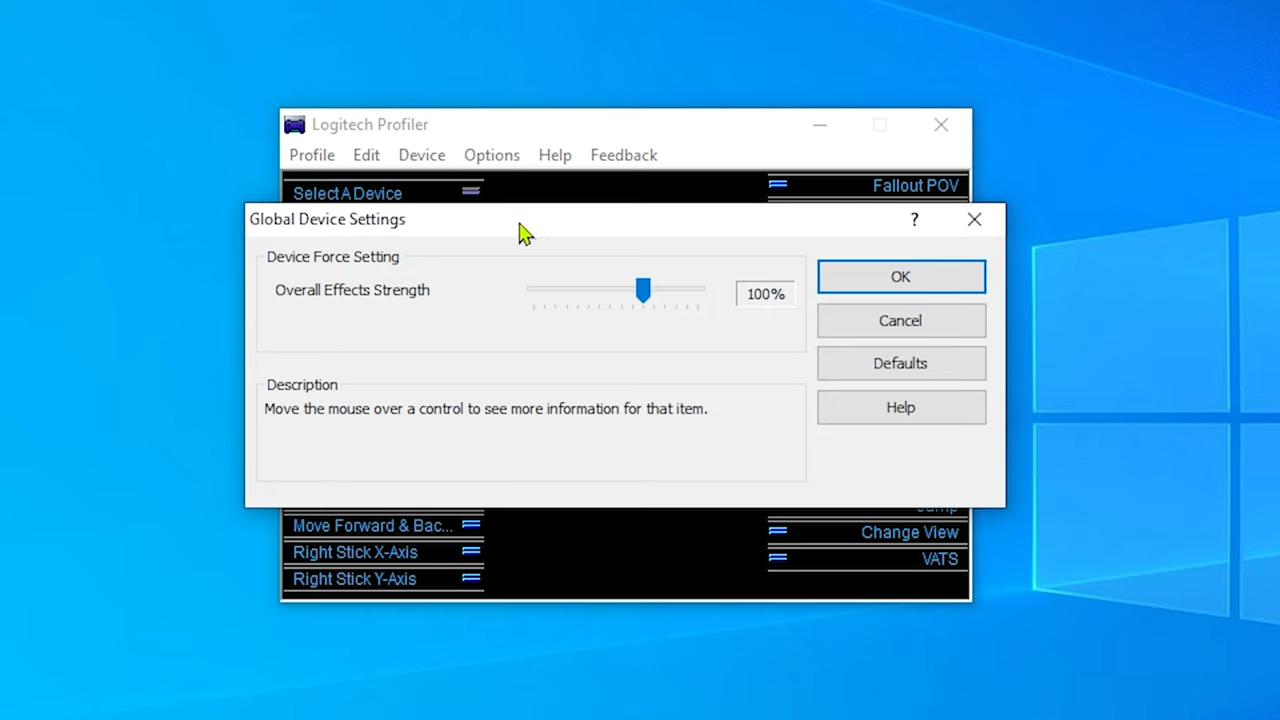 Logitech Profiler
Profile Edit Device Options Help Feedback
Select A Device
Fallout POV
Global Device Settings
?
Device Force Setting
Overall Effects Strength
100%
OK
Cancel
Defaults
Help
Description
Move the mouse over a control to see more information for that item.
Jump
Move Forward & Bac...
Change View
Right Stick X-Axis
VATS
Right Stick Y-Axis